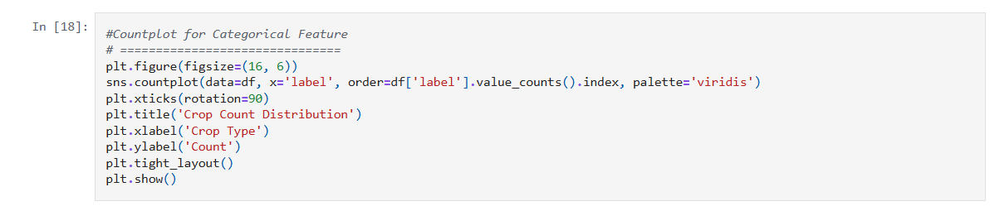 In [18]:
#Countplot for Categorical Feature
# ===============================
plt.figure(figsize=(16, 6))
sns.countplot(data=df, x='label', order=df['label'].value_counts().index, palette='viridis')
plt.xticks(rotation=90)
plt.title('Crop Count Distribution')
plt.xlabel('Crop Type')
plt.ylabel('Count')
plt.tight_layout()
plt.show()